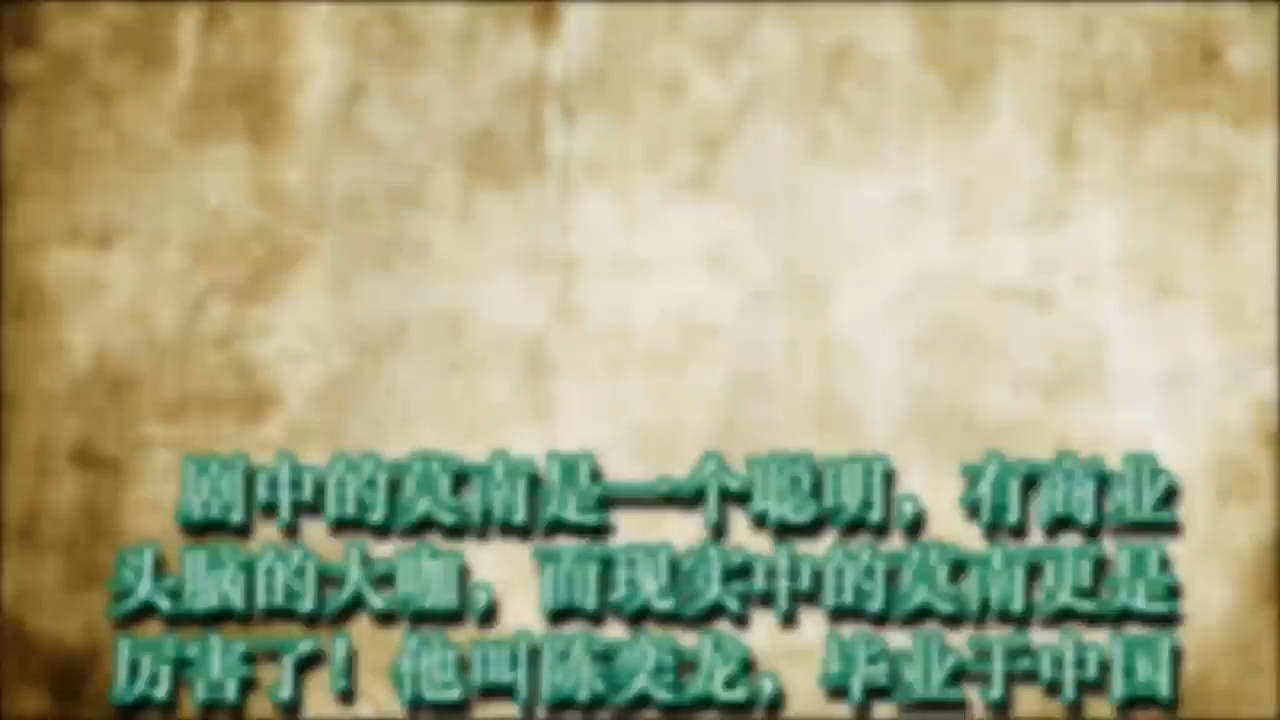 剧中的莫南是一个聪明，有商业
头脑的大咖，而现实中的莫南更是
厉害了！他叫陈奕龙，毕业于中国